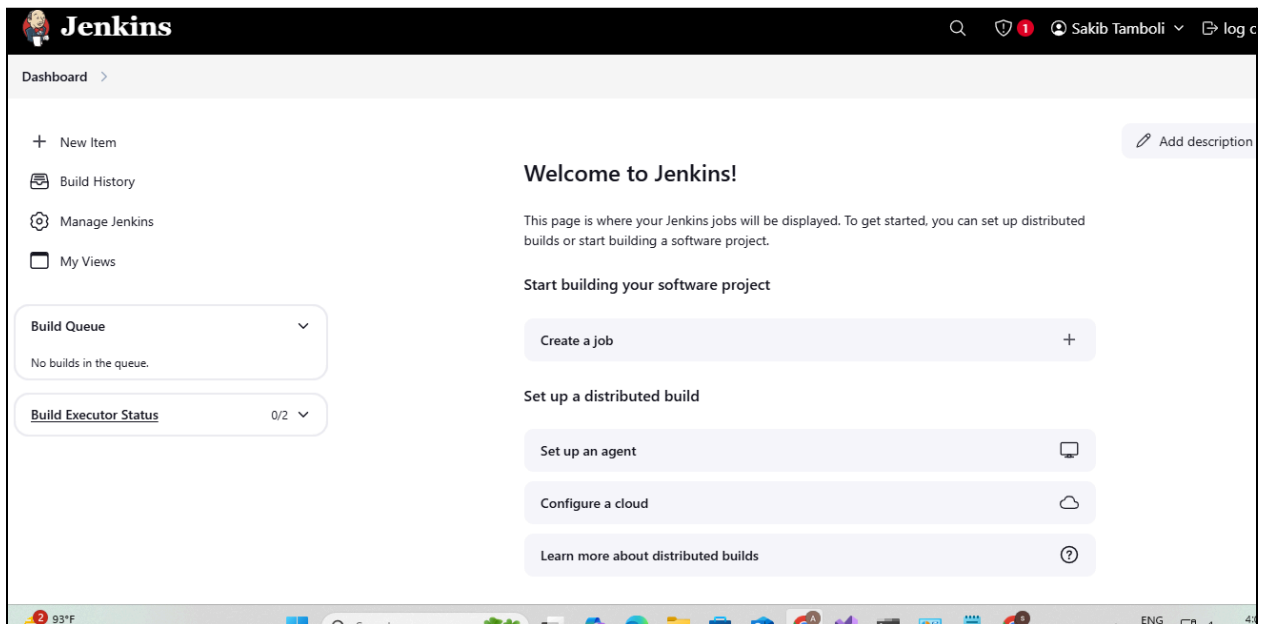 Jenkins
1
Sakib Tamboli
log
Dashboard
New Item
Build History
Manage Jenkins
My Views
Build Queue
No builds in the queue.
Build Executor Status
0/2
Add description
Welcome to Jenkins!
This page is where your Jenkins jobs will be displayed. To get started, you can set up distributed
builds or start building a software project.
Start building your software project
Create a job
Set up a distributed build
Set up an agent
Configure a cloud
Learn more about distributed builds
2
93°F
ENG